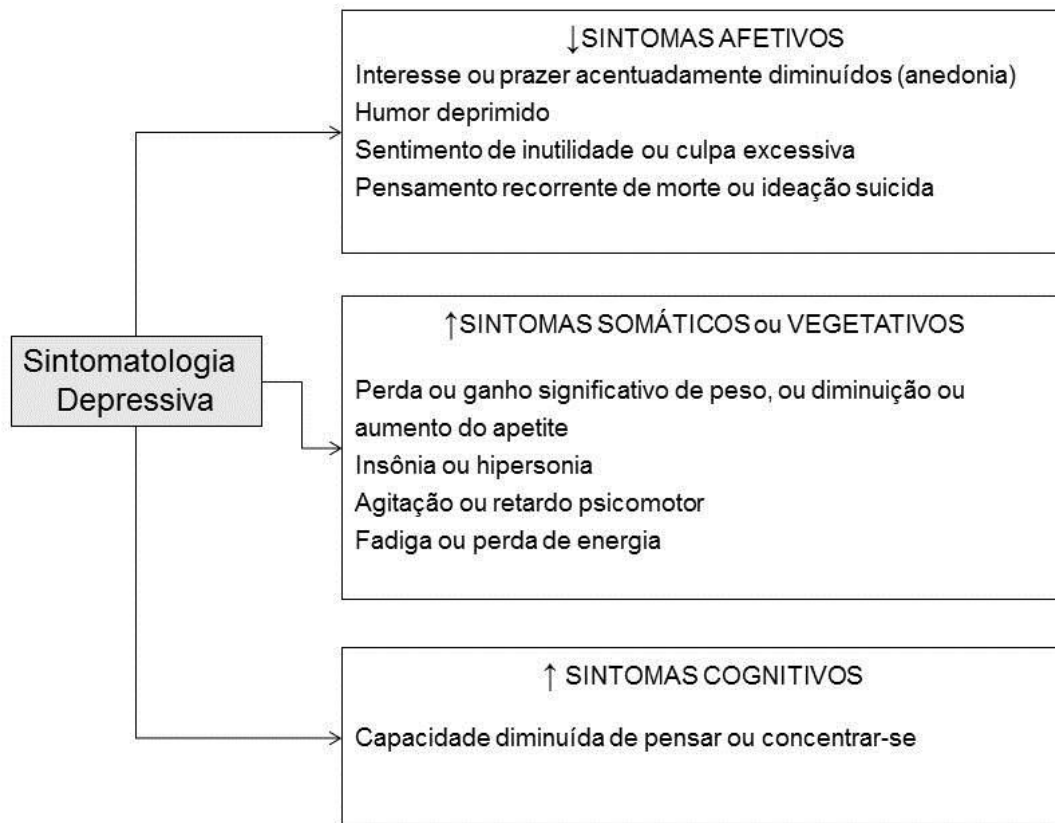 ↓SINTOMAS AFETIVOS
Interesse ou prazer acentuadamente diminuídos (anedonia)
Humor deprimido
Sentimento de inutilidade ou culpa excessiva
Pensamento recorrente de morte ou ideação suicida
Sintomatologia
Depressiva
↑SINTOMAS SOMÁTICOS ou VEGETATIVOS
Perda ou ganho significativo de peso, ou diminuição ou
aumento do apetite
Insônia ou hipersonia
Agitação ou retardo psicomotor
Fadiga ou perda de energia
↑ SINTOMAS COGNITIVOS
Capacidade diminuída de pensar ou concentrar-se